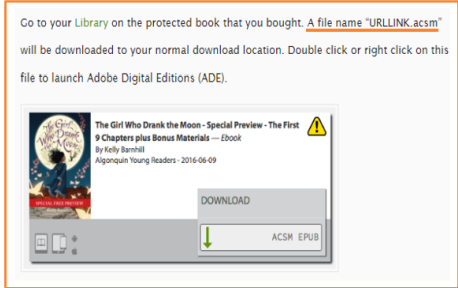 Go to your Library on the protected book that you bought. A file name “URLLINK.acsm”
will be downloaded to your normal download location. Double click or right click on this
file to launch Adobe Digital Editions (ADE).
The Girl Who Drank the Moon - Special Preview - The First
9 Chapters plus Bonus Materials — Ebook
By Kelly Barnhill
Algonquin Young Readers - 2016-06-09
SPECIAL FREE PREVIEW
DOWNLOAD
ACSM EPUB